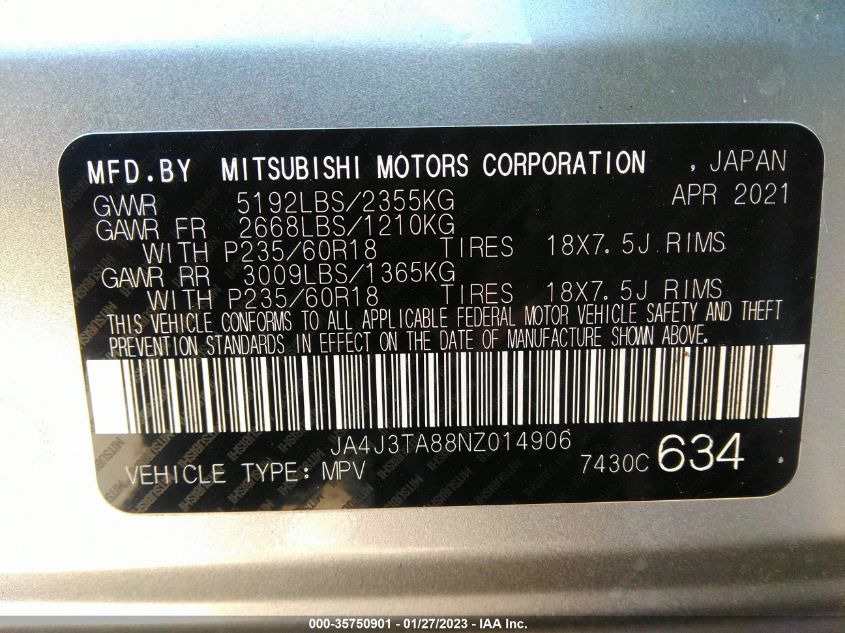 MFD.BY MITSUBISHI MOTORS CORPORATION , JAPAN
GVWR 5192LBS/2355KG APR 2021
GAWR FR 2668LBS/1210KG
WITH P235/60R18 TIRES 18X7.5J RIMS
GAWR RR 3009LBS/1365KG
WITH P235/60R18 TIRES 18X7.5J RIMS
THIS VEHICLE CONFORMS TO ALL APPLICABLE FEDERAL MOTOR VEHICLE SAFETY AND THEFT
PREVENTION STANDARDS IN EFFECT ON THE DATE OF MANUFACTURE SHOWN ABOVE.
JA4J3TA88NZ014906
VEHICLE TYPE: MPV 7430C 634
000-35750901 - 01/27/2023 - IAA Inc.